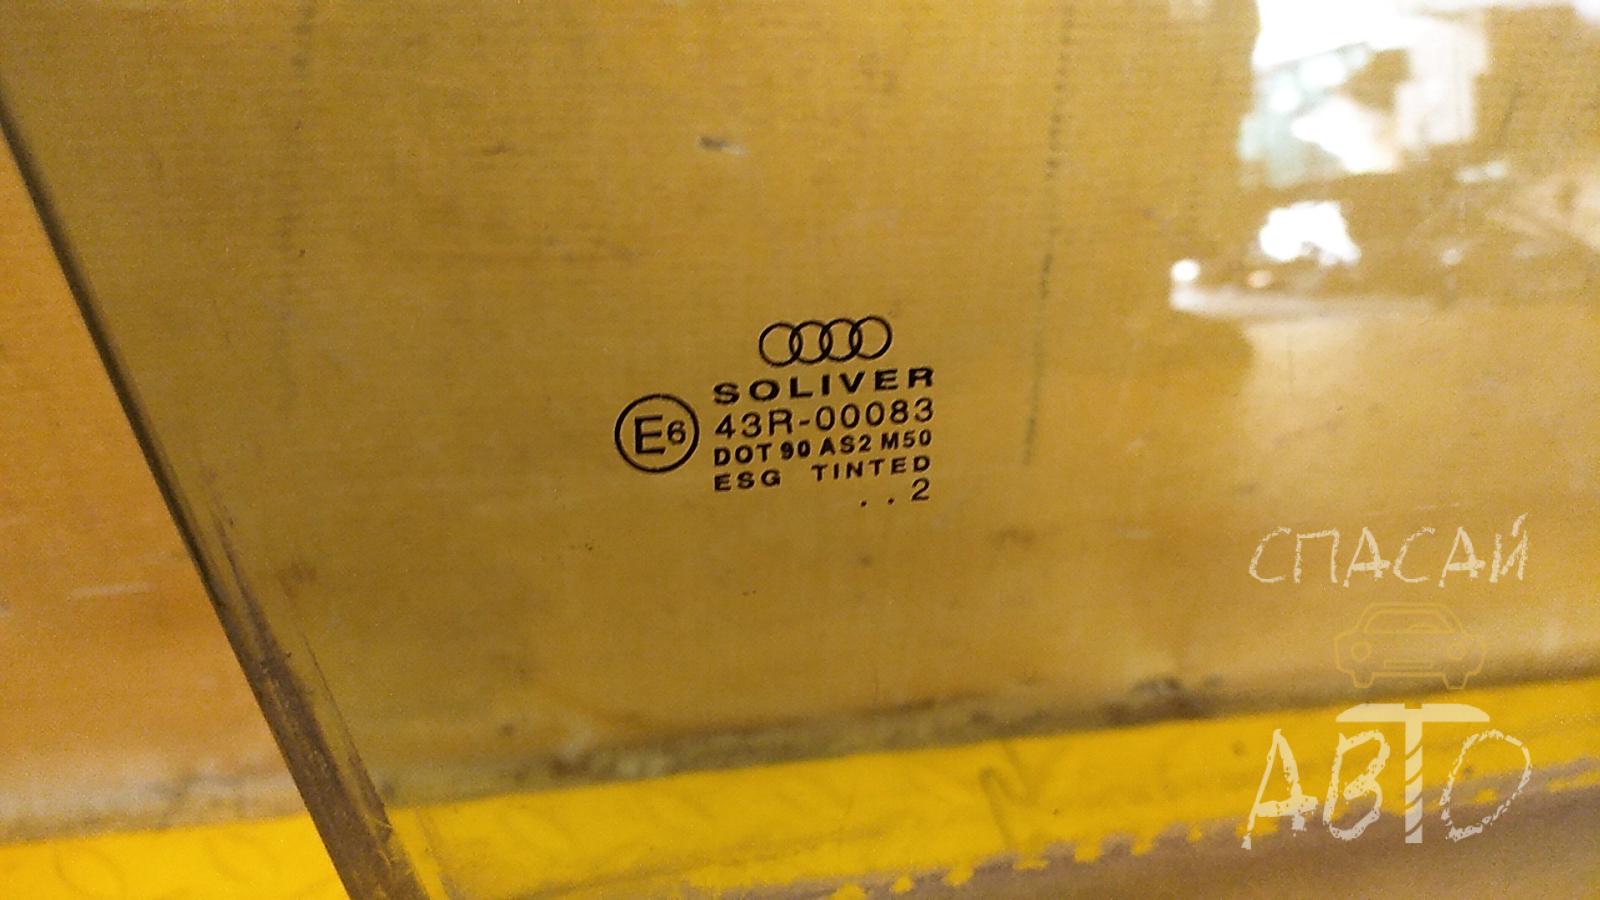 SOLIVER
E6 43R-00083
DOT 90 AS2 M50
ESG TINTED
. . 2
СПАСАЙ
АВТО